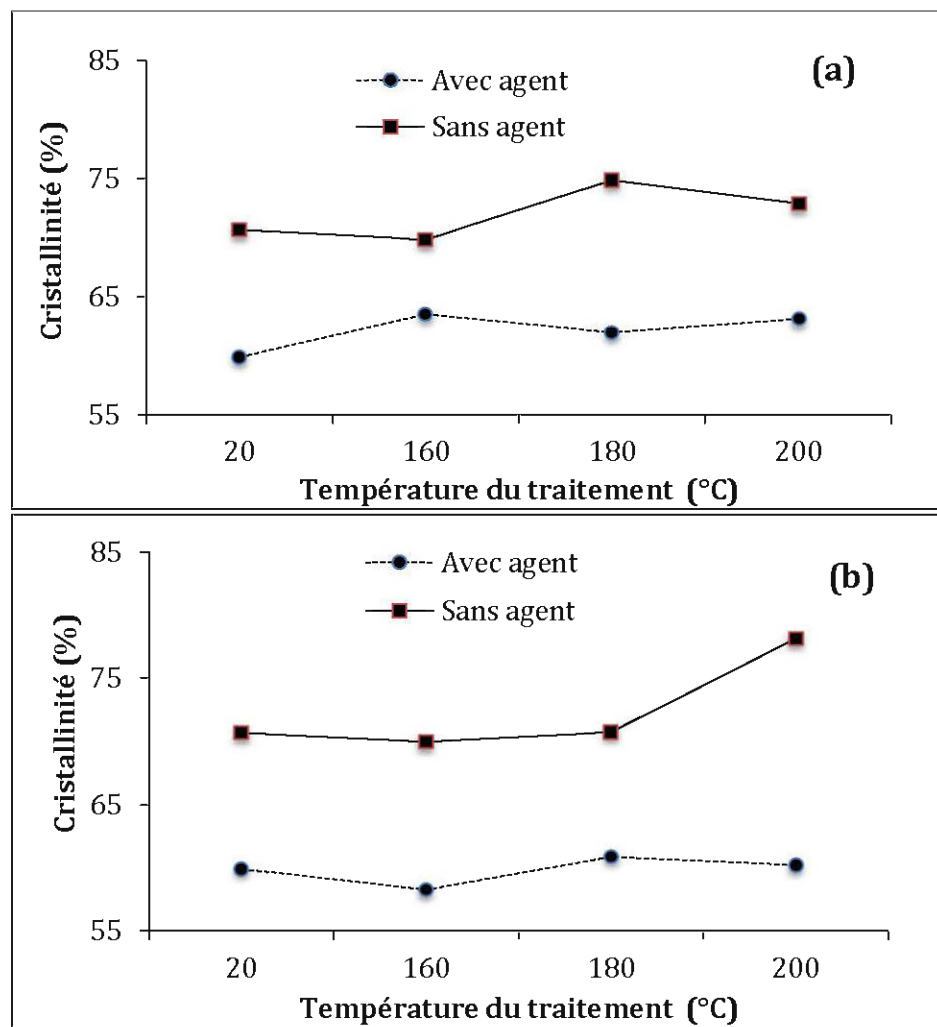 85
(a)
Avec agent
Sans agent
75
65
55
Cristallinité (%)
20 160 180 200
Température du traitement (°C)
85
(b)
Avec agent
Sans agent
75
65
55
Cristallinité (%)
20 160 180 200
Température du traitement (°C)